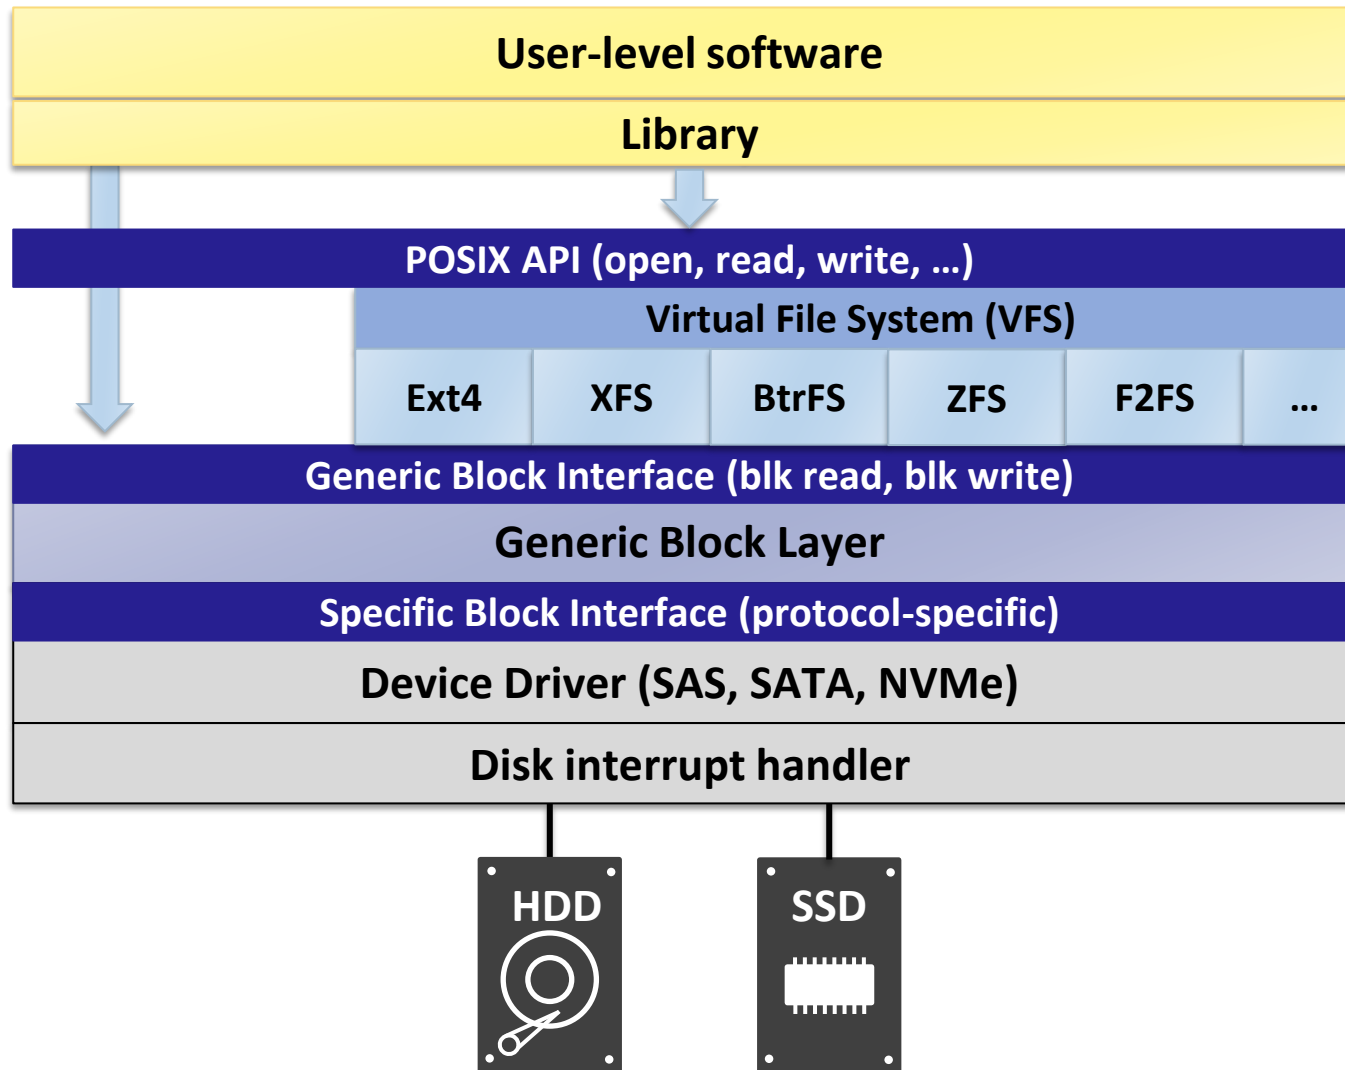 User-level software
Library
POSIX API (open, read, write, …)
Virtual File System (VFS)
Ext4 XFS BtrFS ZFS F2FS …
Generic Block Interface (blk read, blk write)
Generic Block Layer
Specific Block Interface (protocol-specific)
Device Driver (SAS, SATA, NVMe)
Disk interrupt handler
HDD SSD